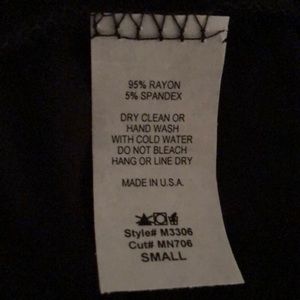 95% RAYON
5% SPANDEX
DRY CLEAN OR
HAND WASH
WITH COLD WATER
DO NOT BLEACH
HANG OR LINE DRY
MADE IN U.S.A.
Style# M3306
Cut# MN706
SMALL